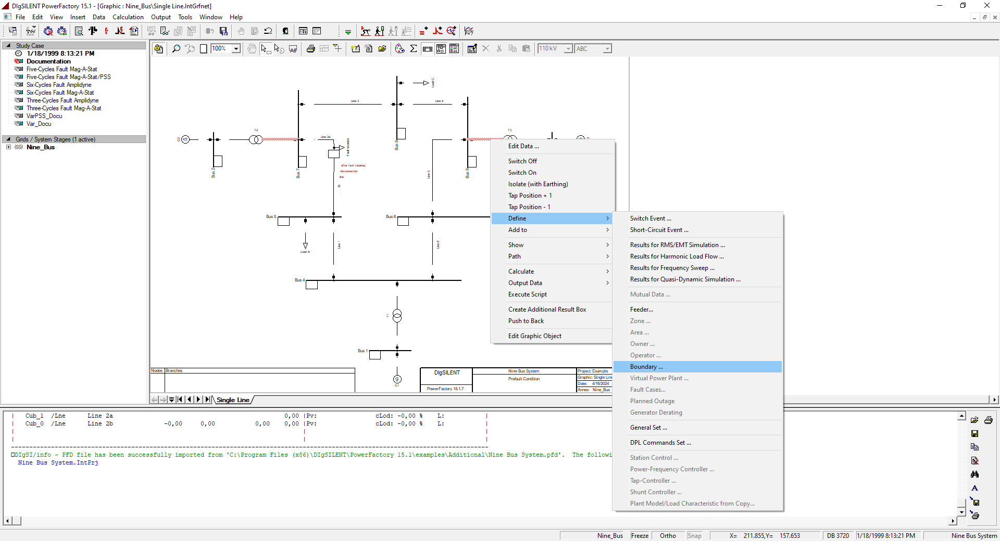 DIgSILENT PowerFactory 15.1 - [Graphic : Nine_Bus\Single Line.IntGrfnet]
File Edit View Insert Data Calculation Output Tools Window Help
100%
110 kV
ABC
Study Case
1/18/1999 8:13:21 PM
Documentation
Five-Cycles Fault Mag-A-Stat
Five-Cycles Fault Mag-A-Stat/PSS
Six-Cycles Fault Amplidyne
Six-Cycles Fault Mag-A-Stat
Three-Cycles Fault Amplidyne
Three-Cycles Fault Mag-A-Stat
VarPSS_Docu
Var_Docu
Grids / System Stages (1 active)
Nine_Bus
Load C
Line 3
Line 4
T2
T3
G2
Line 2a
Fault location
Bus 8
after fault clearing
disconnected
line
2b
Bus 2
Bus 7
Line 5
Bus 9
Bus 5
Bus 6
Load A
Line 1
Line 6
Bus 4
T1
Bus 1
G
G1
Nodes Branches
DIgSILENT
PowerFactory 15.1.7
Nine-Bus System
Prefault Condition
Project: Example
Graphic: Single Line
Date: 4/16/2024
Annex: Nine_Bus
Edit Data ...
Switch Off
Switch On
Isolate (with Earthing)
Tap Position + 1
Tap Position - 1
Define
Add to
Show
Path
Calculate
Output Data
Execute Script
Create Additional Result Box
Push to Back
Edit Graphic Object
Switch Event ...
Short-Circuit Event ...
Results for RMS/EMT Simulation ...
Results for Harmonic Load Flow ...
Results for Frequency Sweep ...
Results for Quasi-Dynamic Simulation ...
Mutual Data ...
Feeder...
Zone ...
Area ...
Owner ...
Operator ...
Boundary ...
Virtual Power Plant ...
Fault Cases...
Planned Outage
Generator Derating
General Set ...
DPL Commands Set ...
Station Control ...
Power-Frequency Controller ...
Tap-Controller ...
Shunt Controller ...
Plant Model/Load Characteristic from Copy...
Single Line
| Cub_1 /Lne Line 2a 0,00 |Pv: cLod: -0,00 % L: |
| Cub_0 /Lne Line 2b -0,00 0,00 0,00 0,00 |Pv: cLod: -0,00 % L: |
DIgSI/info - PFD file has been successfully imported from 'C:\Program Files (x86)\DIgSILENT\PowerFactory 15.1\examples\Additional\Nine Bus System.pfd'. The followi
Nine Bus System.IntPrj
Nine_Bus Freeze Ortho Snap X= 211.855,Y= 157.653 DB 3720 1/18/1999 8:13:21 PM Nine Bus System